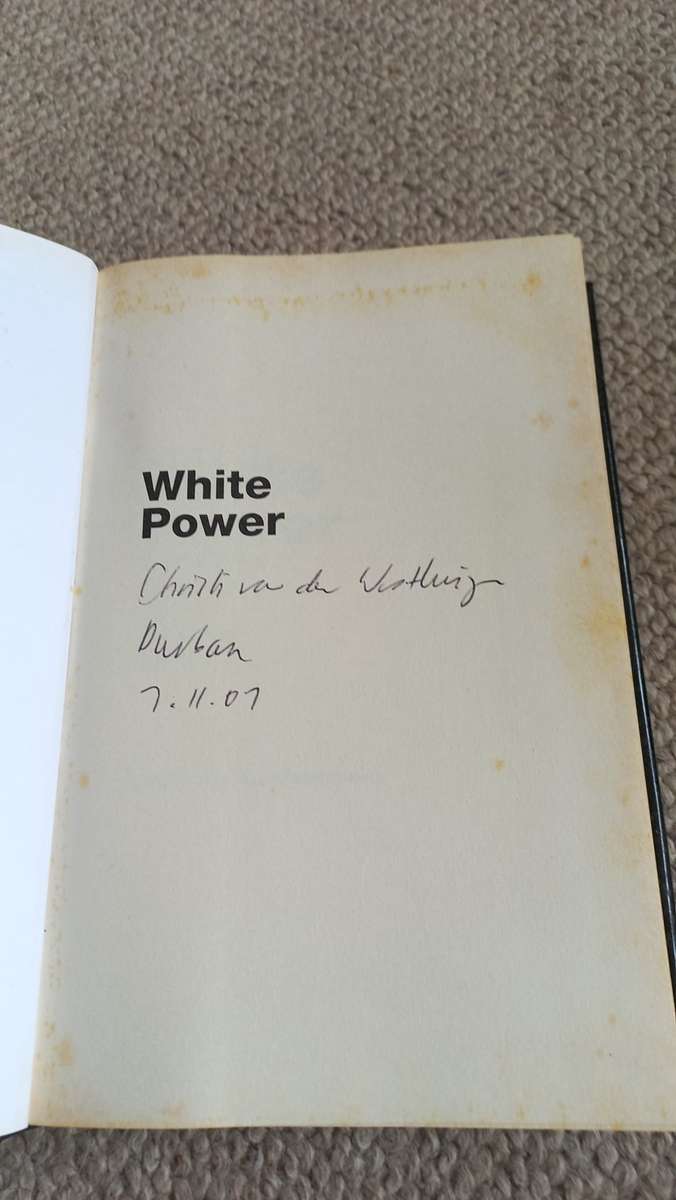 White
Power
Christi van der Westhuizen
Durban
7.11.07